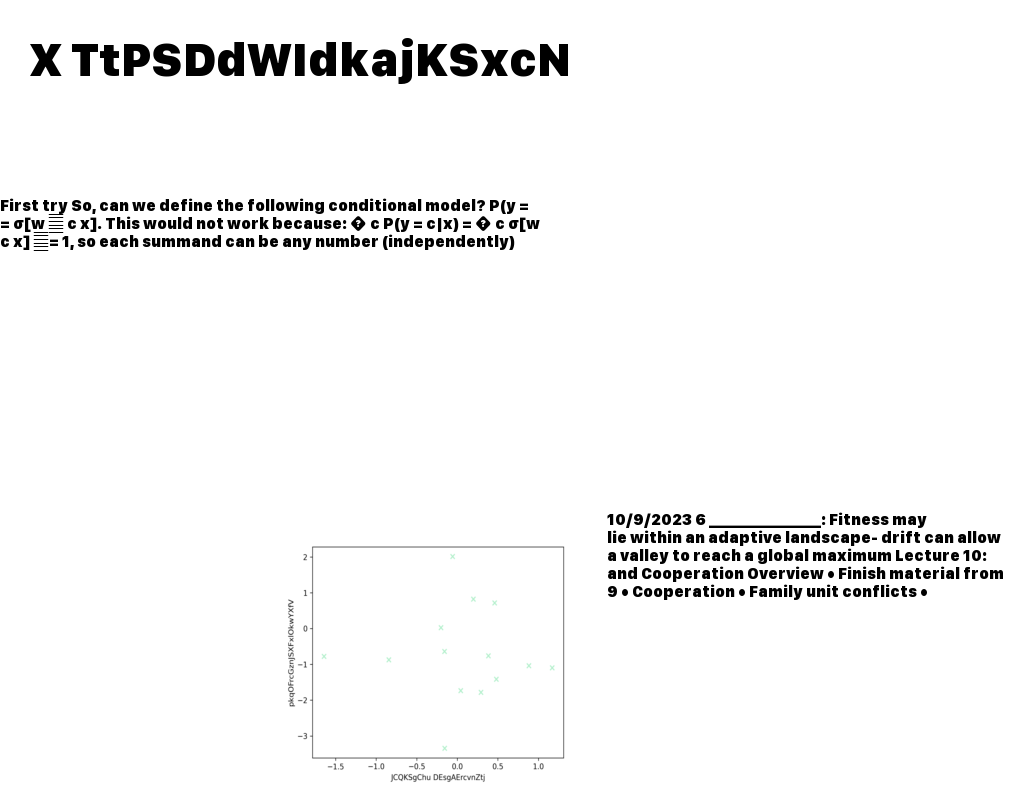 X TtPSDdWIdkajKSxcN
First try So, can we define the following conditional model? P(y =
= σ[w c x]. This would not work because: � c P(y = c|x) = � c σ[w
c x] = 1, so each summand can be any number (independently)
10/9/2023 6 ______________: Fitness may
lie within an adaptive landscape- drift can allow
a valley to reach a global maximum Lecture 10:
and Cooperation Overview • Finish material from
9 • Cooperation • Family unit conflicts •
2
1
0
−1
−2
−3
pkqOFrcGznJSXFxIOkwYXfV
−1.5 −1.0 −0.5 0.0 0.5 1.0
JCQKSgChu DEsgAErcvnZtj